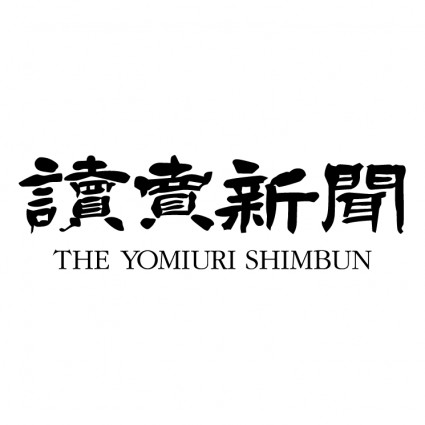 讀賣新聞
THE YOMIURI SHIMBUN